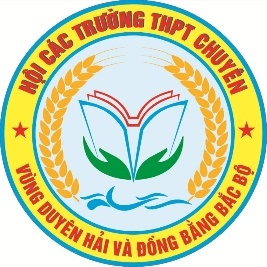 HỘI CÁC TRƯỜNG THPT CHUYÊN
VÙNG DUYÊN HẢI VÀ ĐỒNG BẰNG BẮC BỘ